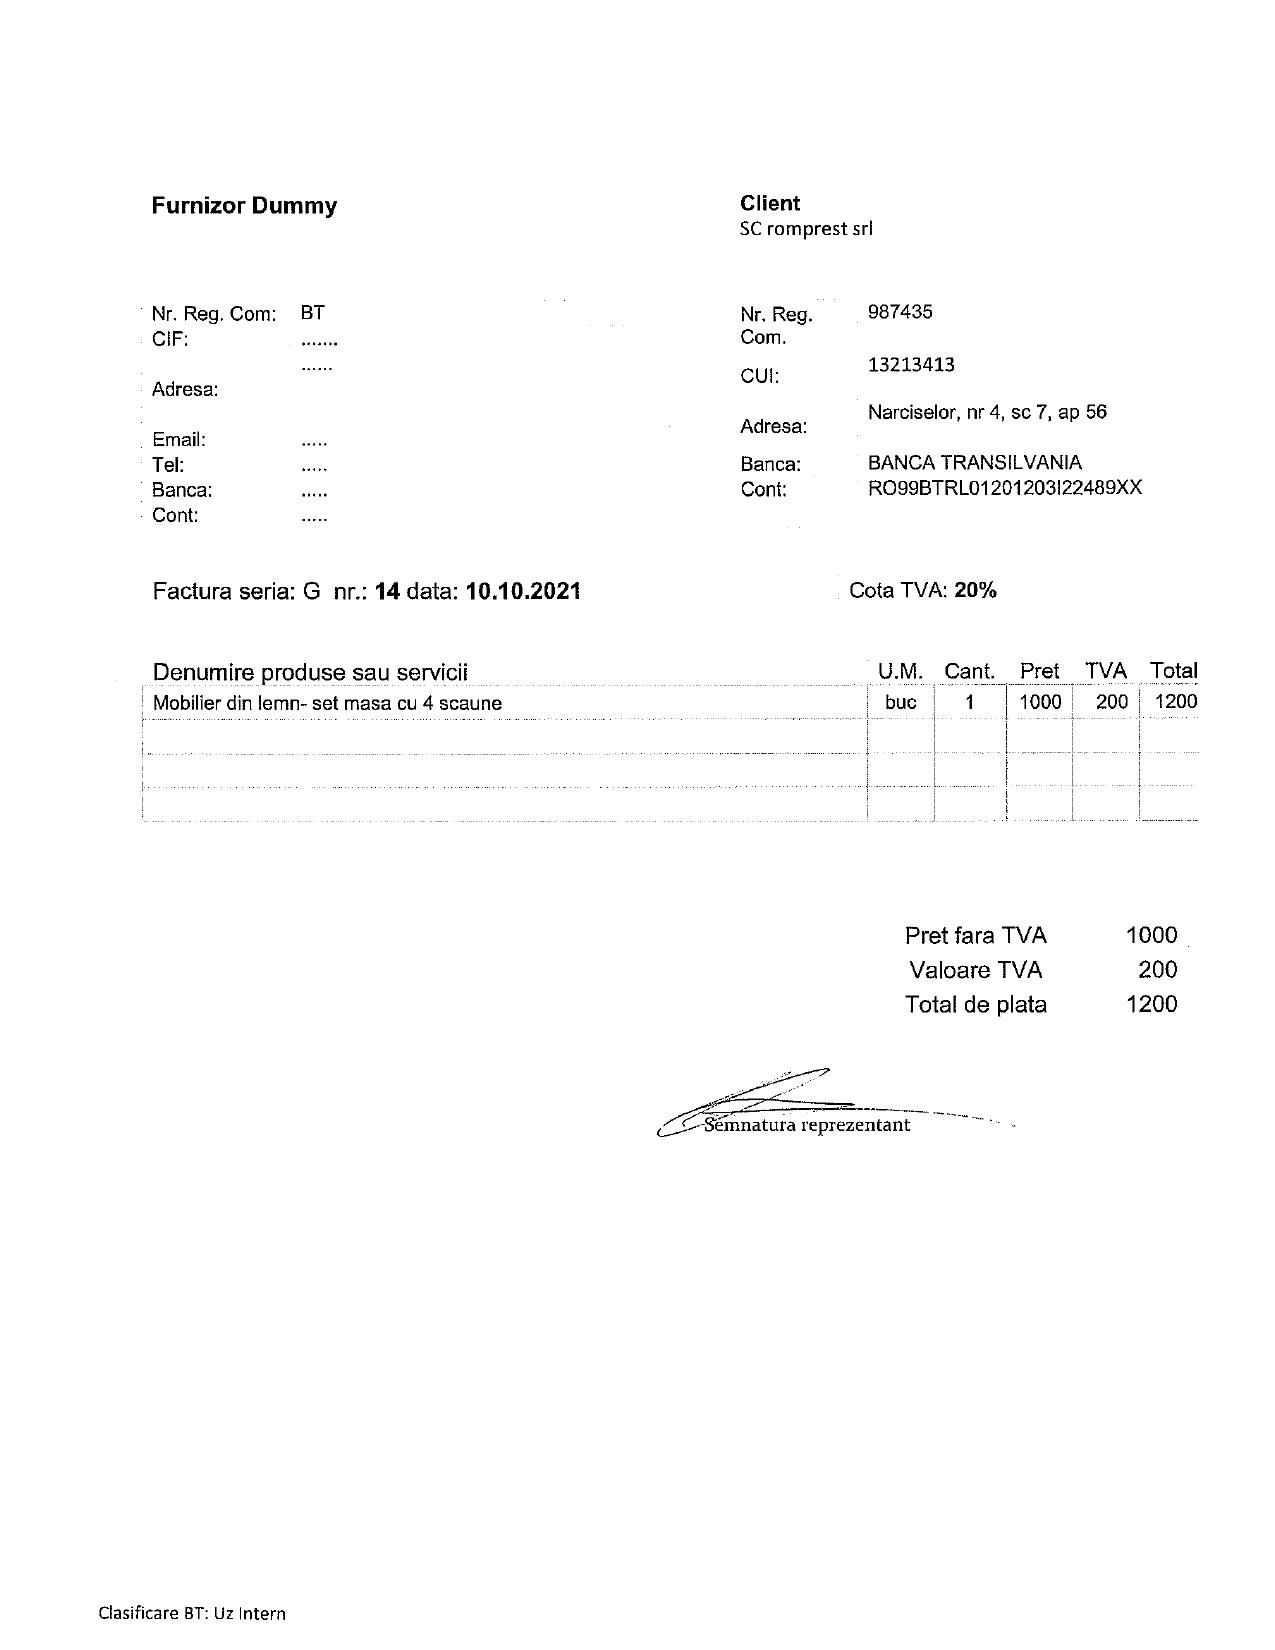 Furnizor Dummy
Client
SC romprest srl
Nr. Reg. Com: BT
CIF: .......
......
Adresa:
Email: .....
Tel: .....
Banca: .....
Cont: .....
Nr. Reg. Com. 987435
CUI: 13213413
Adresa: Narciselor, nr 4, sc 7, ap 56
Banca: BANCA TRANSILVANIA
Cont: RO99BTRL01201203I22489XX
Factura seria: G nr.: 14 data: 10.10.2021 Cota TVA: 20%
Denumire produse sau servicii U.M. Cant. Pret TVA Total
Mobilier din lemn- set masa cu 4 scaune buc 1 1000 200 1200
Pret fara TVA 1000
Valoare TVA 200
Total de plata 1200
Semnatura reprezentant
Clasificare BT: Uz Intern